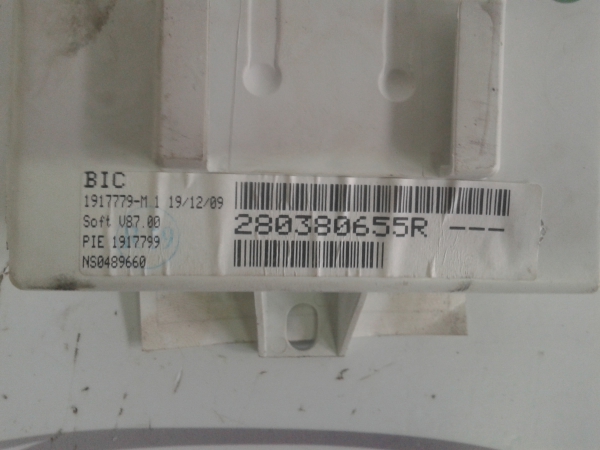 BIC
1917779-M 1 19/12/09
Soft V87.00
280380655R ---
PIE 1917799
NS0489660